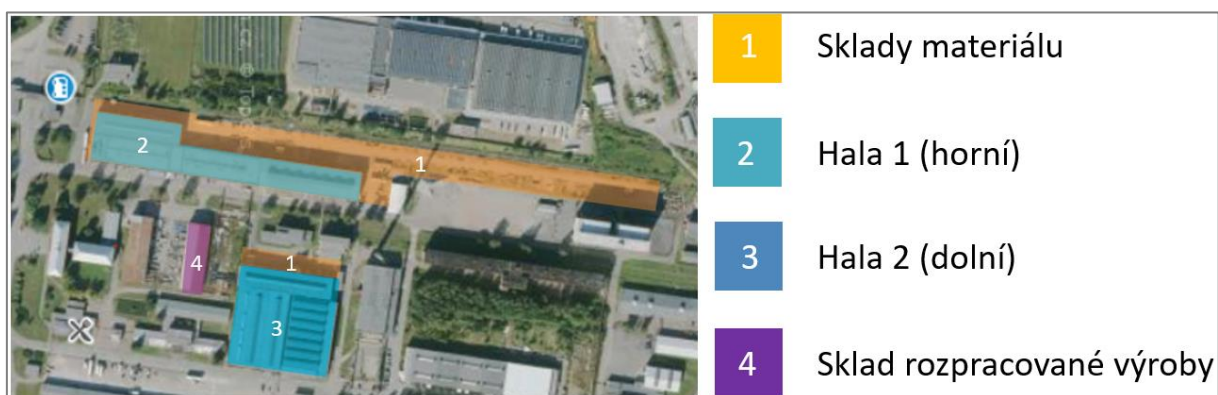 2
1
4
1
3
1 Sklady materiálu
2 Hala 1 (horní)
3 Hala 2 (dolní)
4 Sklad rozpracované výroby